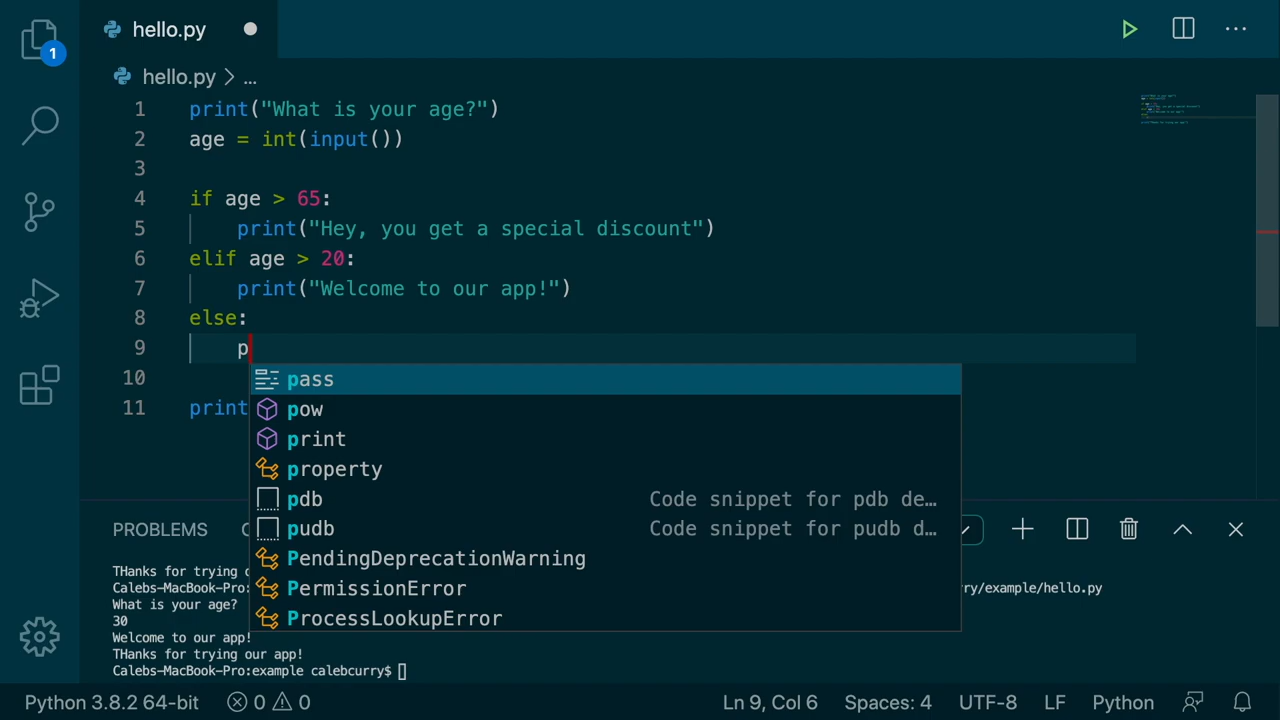 1
hello.py
hello.py > ...
1 print("What is your age?")
2 age = int(input())
3
4 if age > 65:
5 print("Hey, you get a special discount")
6 elif age > 20:
7 print("Welcome to our app!")
8 else:
9 p
10
11 print
pass
pow
print
property
pdb Code snippet for pdb de…
pudb Code snippet for pudb d…
PendingDeprecationWarning
PermissionError
ProcessLookupError
PROBLEMS
THanks for trying
Calebs-MacBook-Pro: rry/example/hello.py
What is your age?
30
Welcome to our app!
THanks for trying our app!
Calebs-MacBook-Pro:example calebcurry$
Python 3.8.2 64-bit 0 0 Ln 9, Col 6 Spaces: 4 UTF-8 LF Python